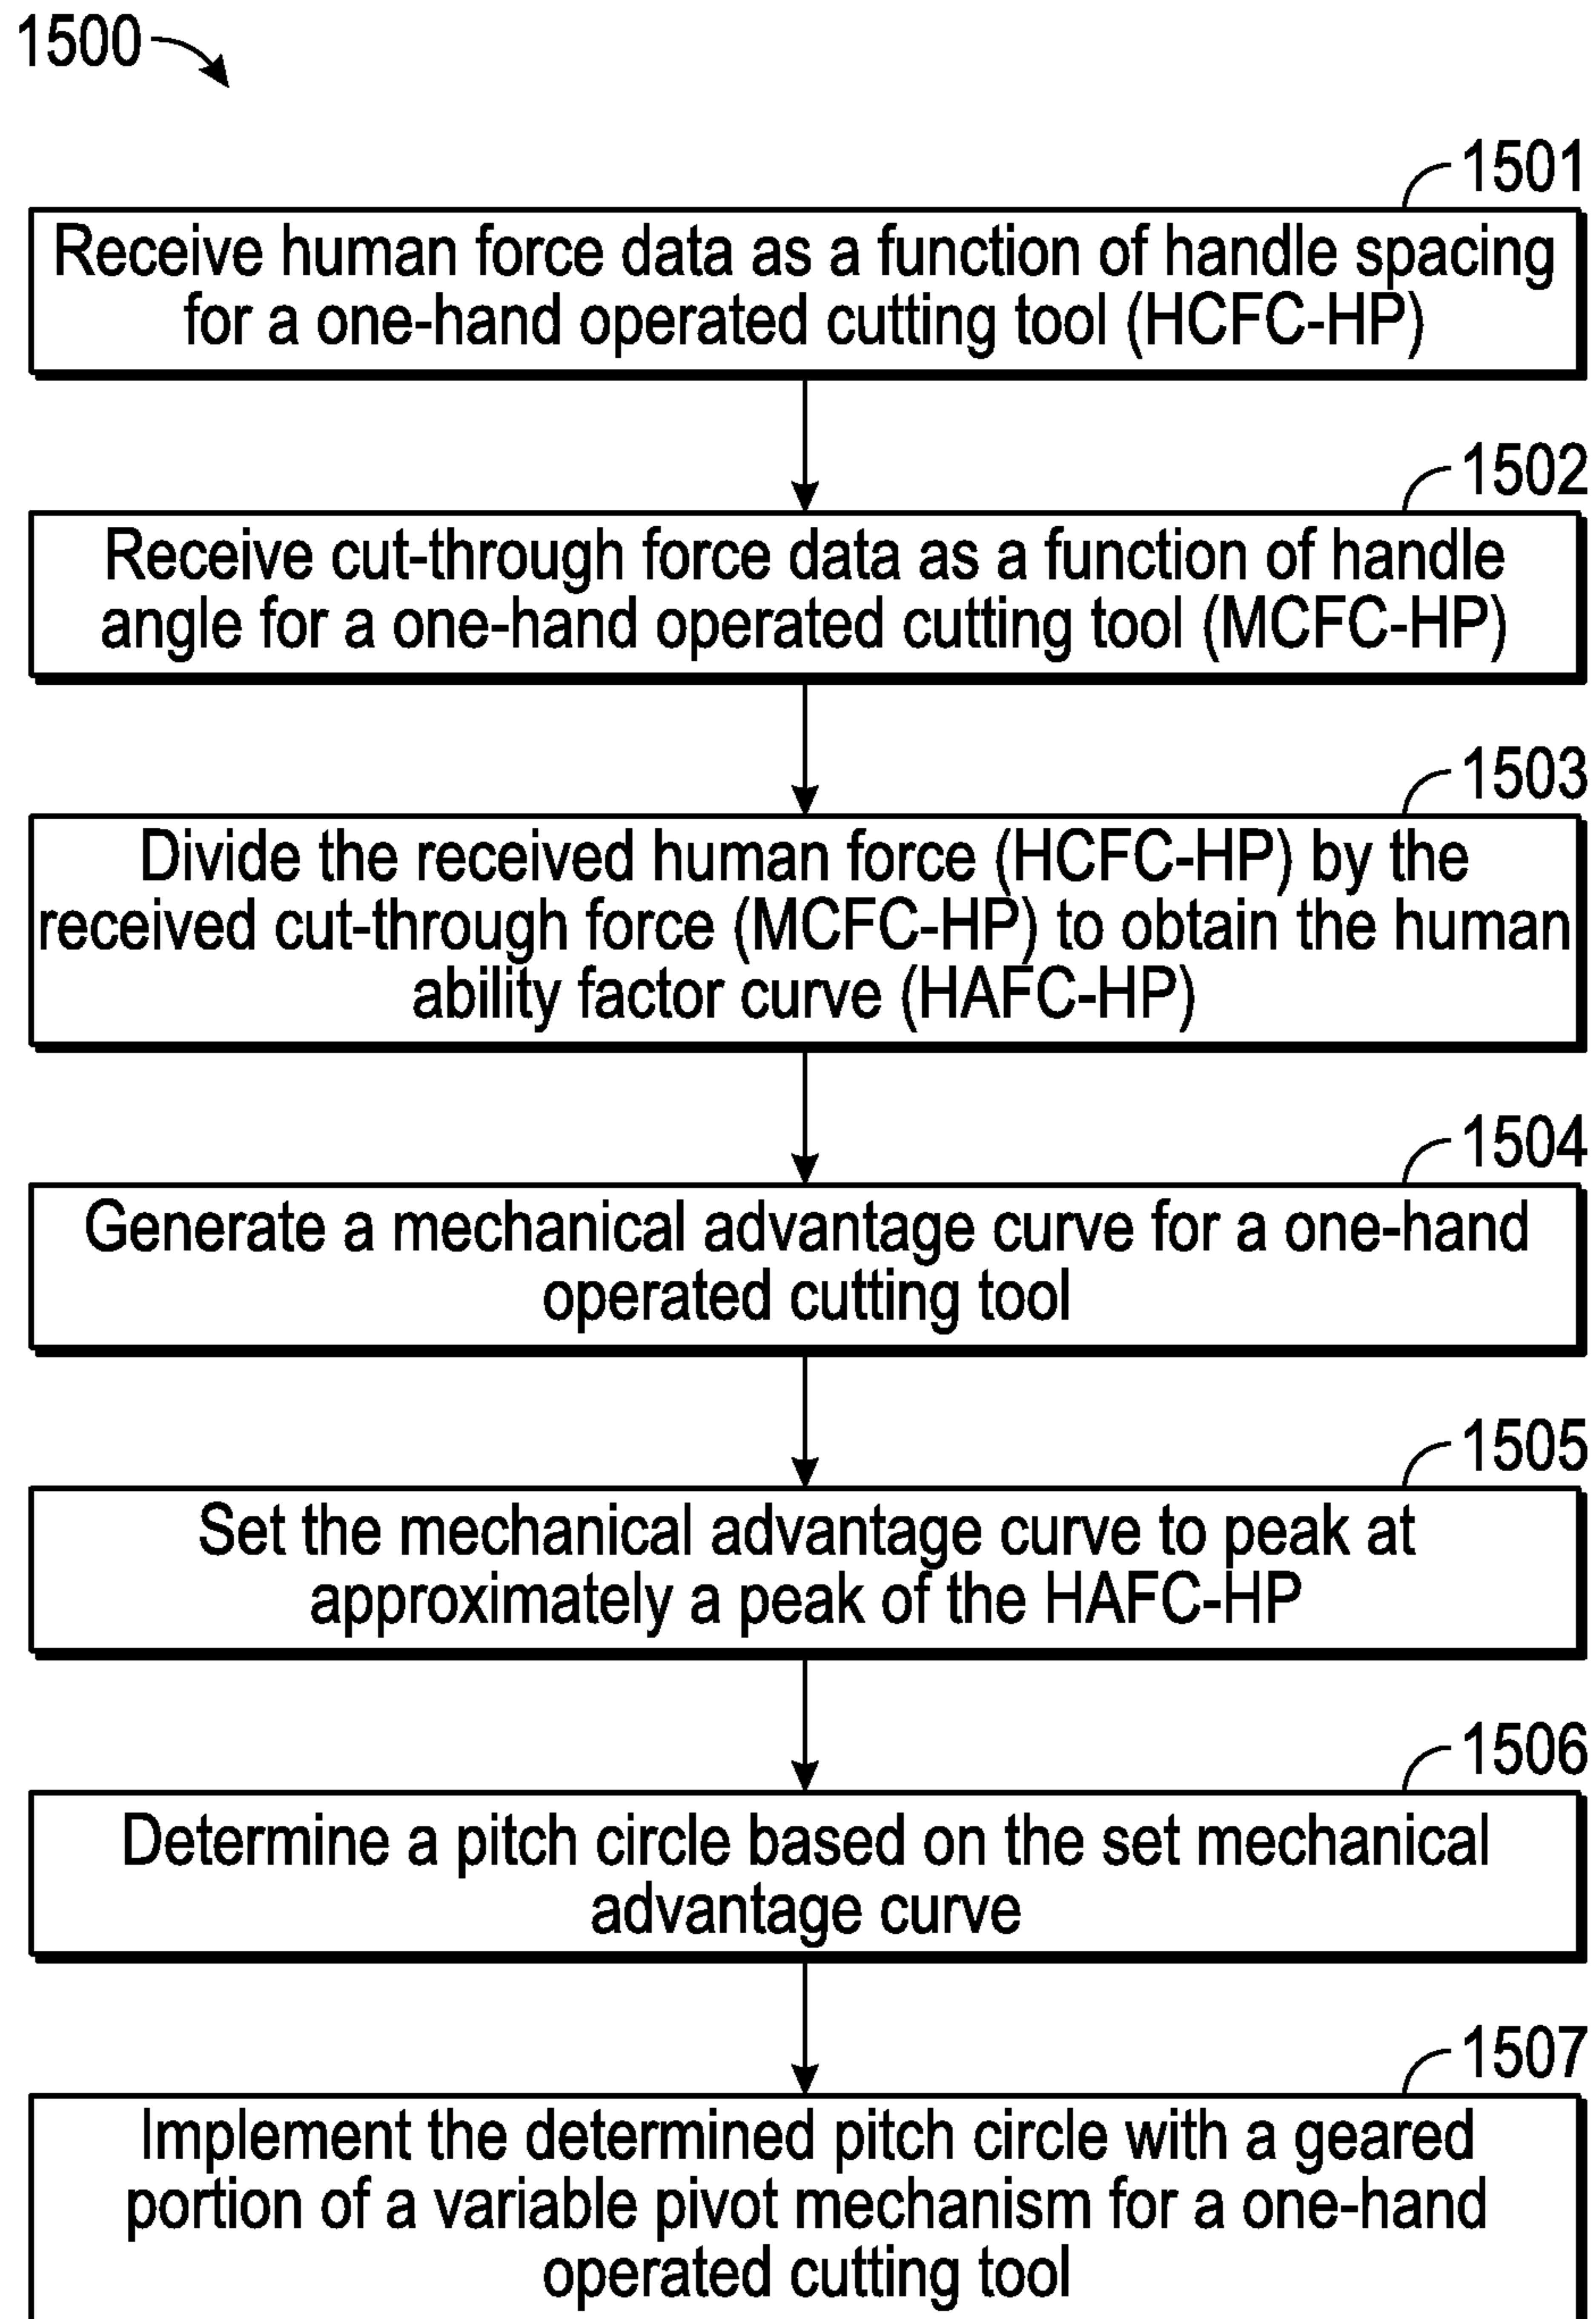 1500
1501
Receive human force data as a function of handle spacing
for a one-hand operated cutting tool (HCFC-HP)
1502
Receive cut-through force data as a function of handle
angle for a one-hand operated cutting tool (MCFC-HP)
1503
Divide the received human force (HCFC-HP) by the
received cut-through force (MCFC-HP) to obtain the human
ability factor curve (HAFC-HP)
1504
Generate a mechanical advantage curve for a one-hand
operated cutting tool
1505
Set the mechanical advantage curve to peak at
approximately a peak of the HAFC-HP
1506
Determine a pitch circle based on the set mechanical
advantage curve
1507
Implement the determined pitch circle with a geared
portion of a variable pivot mechanism for a one-hand
operated cutting tool